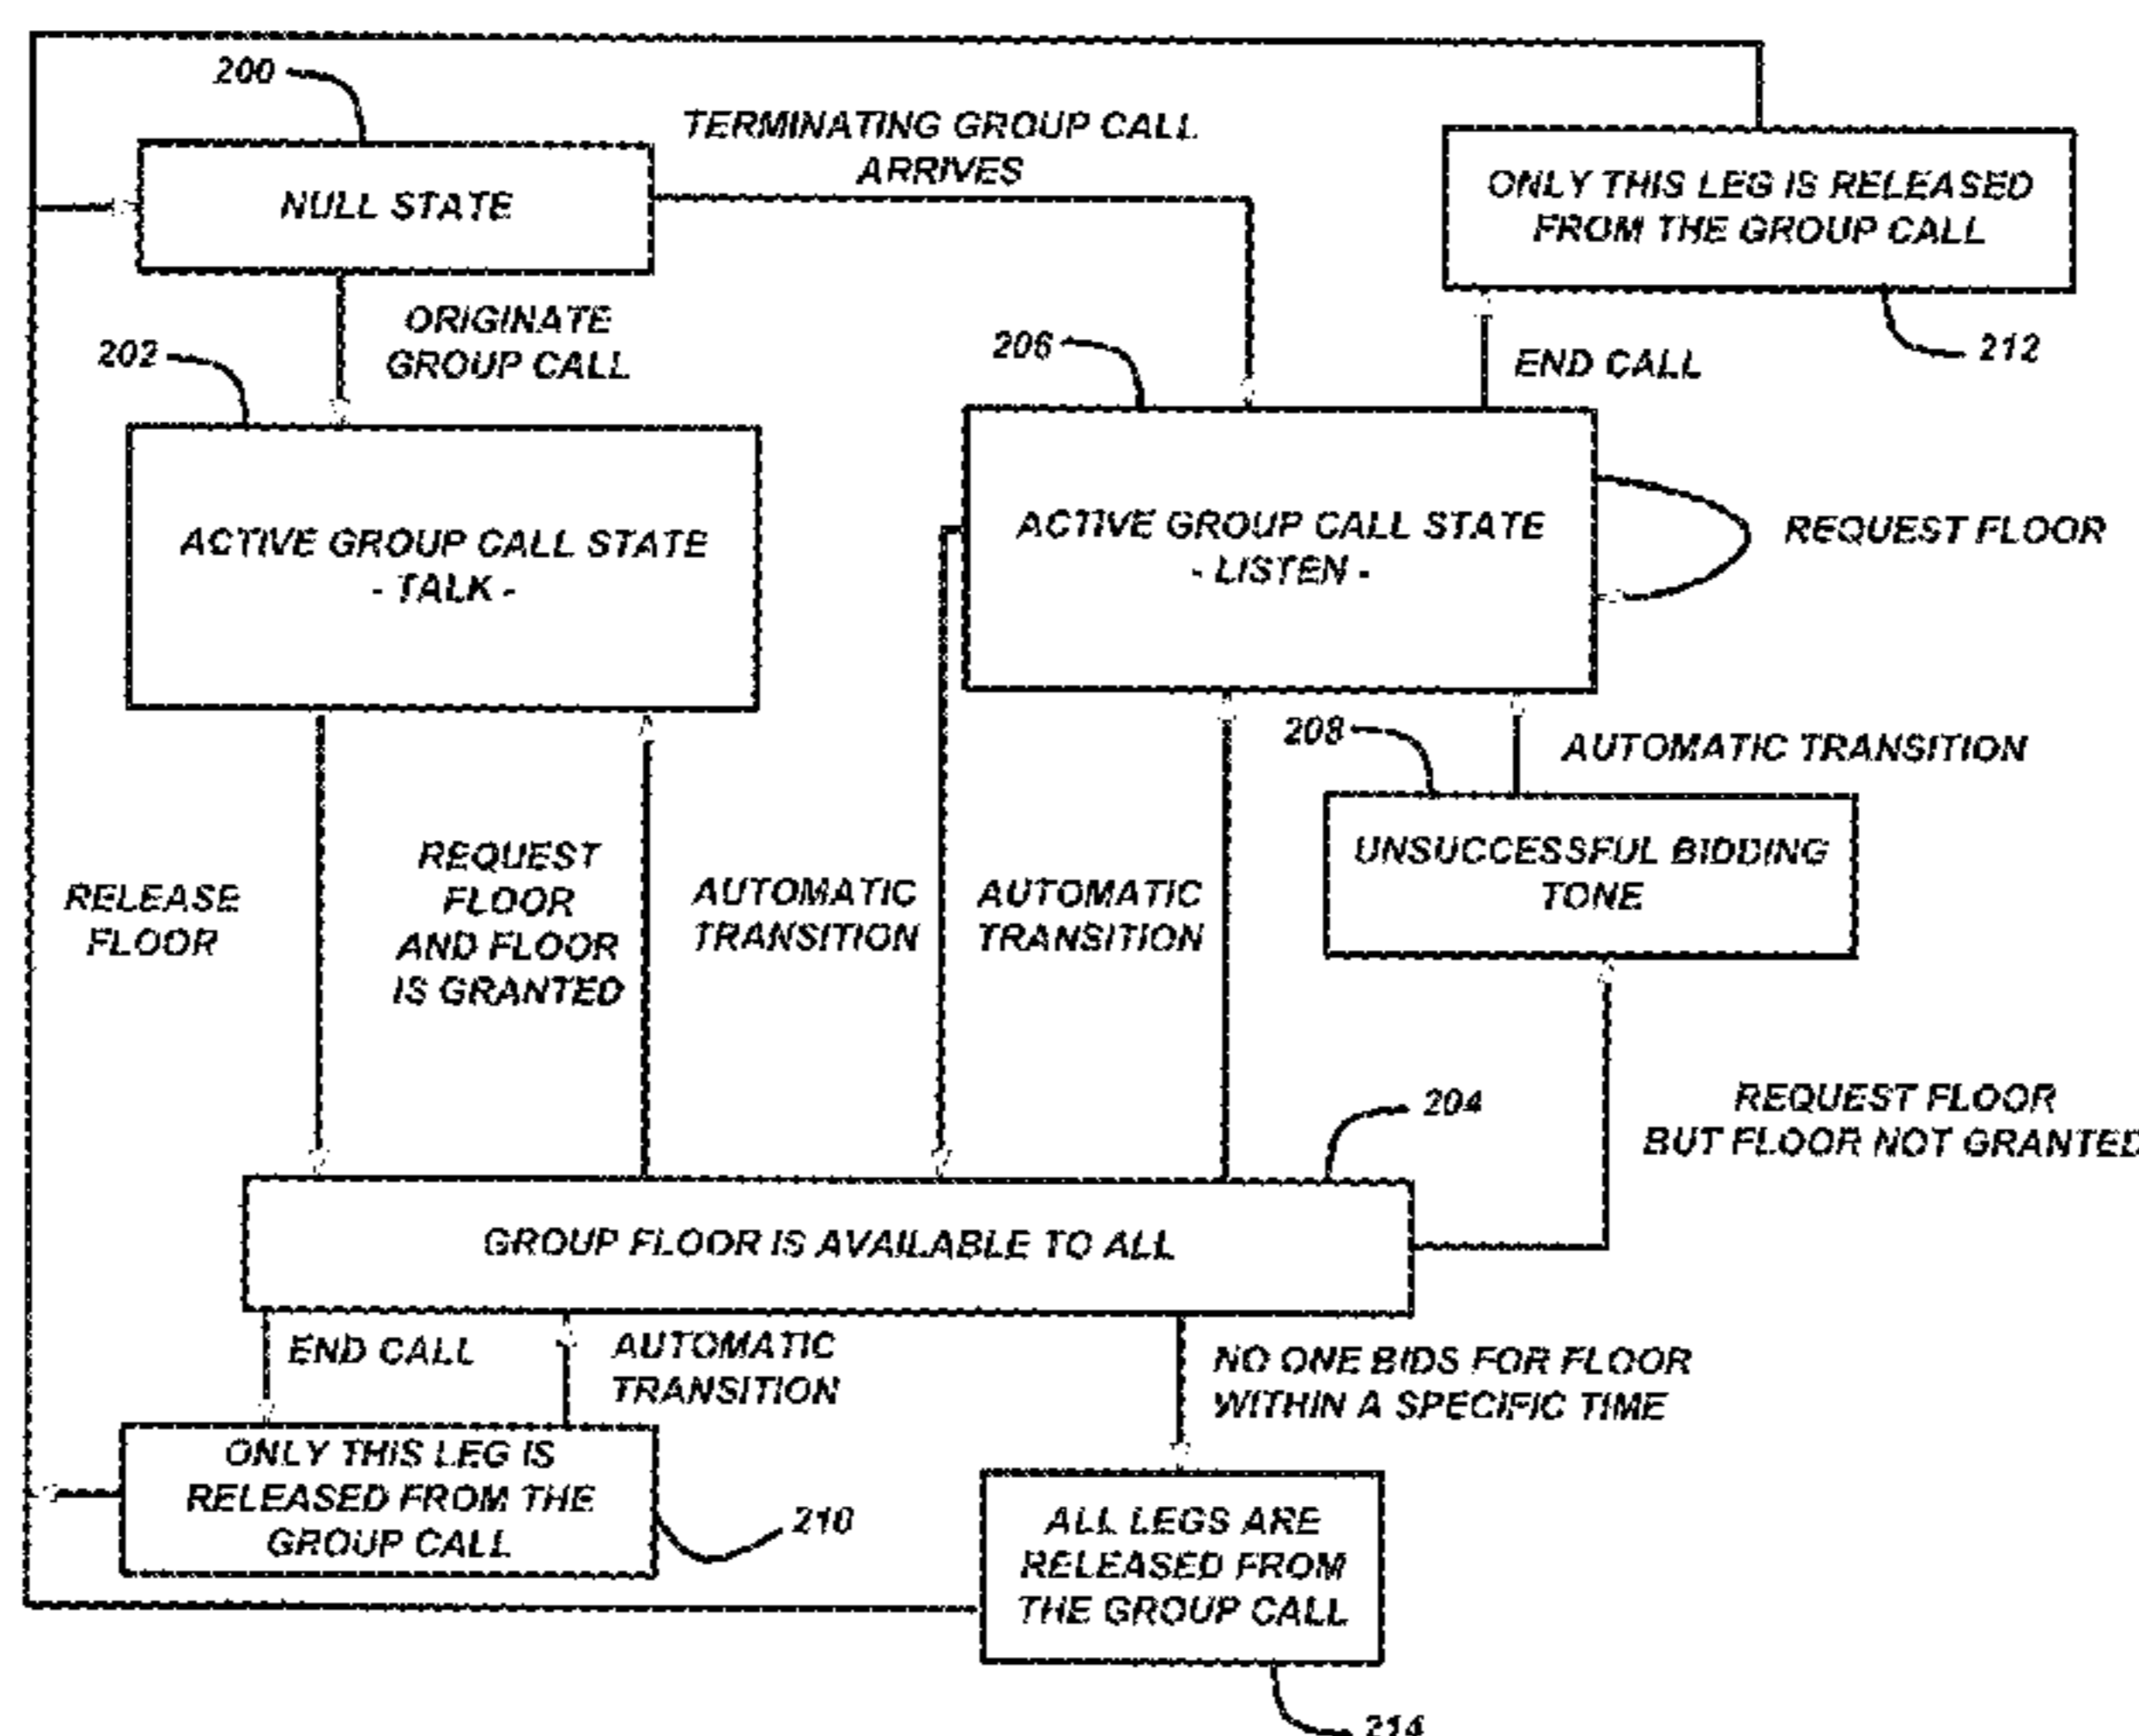 200
TERMINATING GROUP CALL
ARRIVES
NULL STATE
ONLY THIS LEG IS RELEASED
FROM THE GROUP CALL
ORIGINATE
GROUP CALL
202
206
END CALL
212
ACTIVE GROUP CALL STATE
- TALK -
ACTIVE GROUP CALL STATE
- LISTEN -
REQUEST FLOOR
208
AUTOMATIC TRANSITION
UNSUCCESSFUL BIDDING
TONE
RELEASE
FLOOR
REQUEST
FLOOR
AND FLOOR
IS GRANTED
AUTOMATIC
TRANSITION
AUTOMATIC
TRANSITION
204
REQUEST FLOOR
BUT FLOOR NOT GRANTED
GROUP FLOOR IS AVAILABLE TO ALL
END CALL
AUTOMATIC
TRANSITION
NO ONE BIDS FOR FLOOR
WITHIN A SPECIFIC TIME
ONLY THIS LEG IS
RELEASED FROM THE
GROUP CALL
210
ALL LEGS ARE
RELEASED FROM
THE GROUP CALL
214